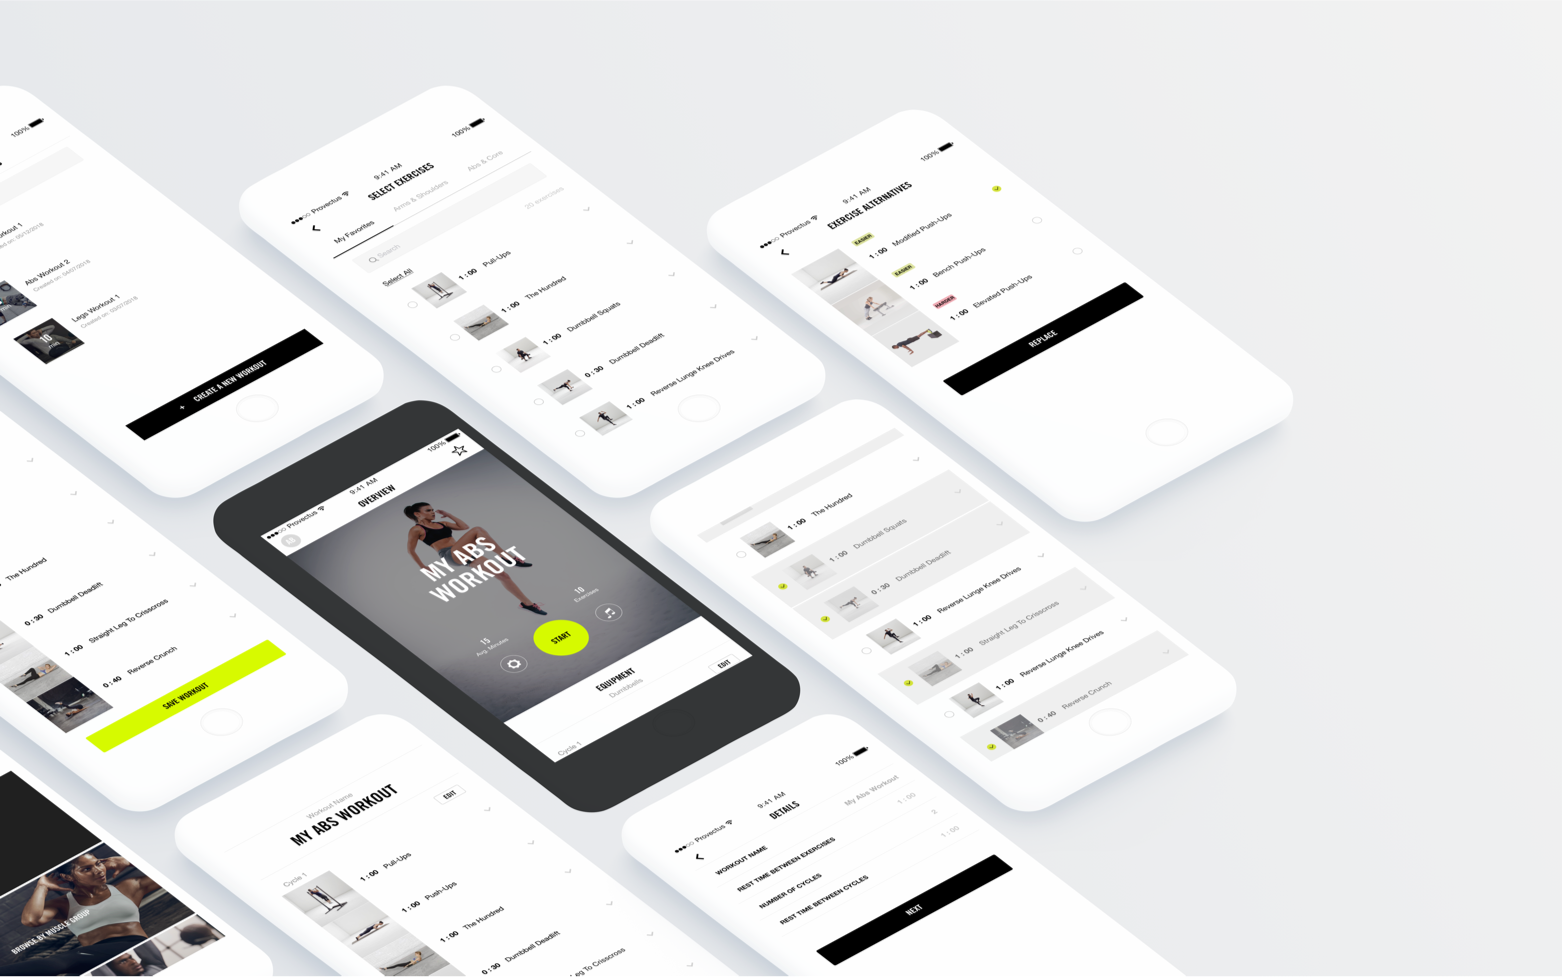 100%
orkout 1
ted on: 05/12/2018
Abs Workout 2
Created on: 04/07/2018
Legs Workout 1
Created on: 03/07/2018
10
+ CREATE A NEW WORKOUT
100%
9:41 AM
Provectus
SELECT EXERCISES
My Favorites
Arms & Shoulders
Abs & Core
Search
20 exercises
Select All
1:00 Pull-Ups
1:00 The Hundred
1:00 Dumbbell Squats
0:30 Dumbbell Deadlift
1:00 Reverse Lunge Knee Drives
100%
9:41 AM
Provectus
EXERCISE ALTERNATIVES
EASIER
1:00 Modified Push-Ups
EASIER
1:00 Bench Push-Ups
HARDER
1:00 Elevated Push-Ups
REPLACE
The Hundred
0:30 Dumbbell Deadlift
1:00 Straight Leg To Crisscross
0:40 Reverse Crunch
SAVE WORKOUT
100%
9:41 AM
Provectus
OVERVIEW
MY ABS
WORKOUT
15
Avg. Minutes
10
Exercises
START
EQUIPMENT
Dumbbells
EDIT
Cycle 1
1:00 The Hundred
1:00 Dumbbell Squats
0:30 Dumbbell Deadlift
1:00 Reverse Lunge Knee Drives
1:00 Straight Leg To Crisscross
1:00 Reverse Lunge Knee Drives
0:40 Reverse Crunch
BROWSE BY MUSCLE GROUP
Workout Name
MY ABS WORKOUT
EDIT
Cycle 1
1:00 Pull-Ups
1:00 Push-Ups
1:00 The Hundred
0:30 Dumbbell Deadlift
Leg To Crisscross
100%
9:41 AM
Provectus
DETAILS
WORKOUT NAME My Abs Workout
REST TIME BETWEEN EXERCISES 1:00
NUMBER OF CYCLES 2
REST TIME BETWEEN CYCLES 1:00
NEXT